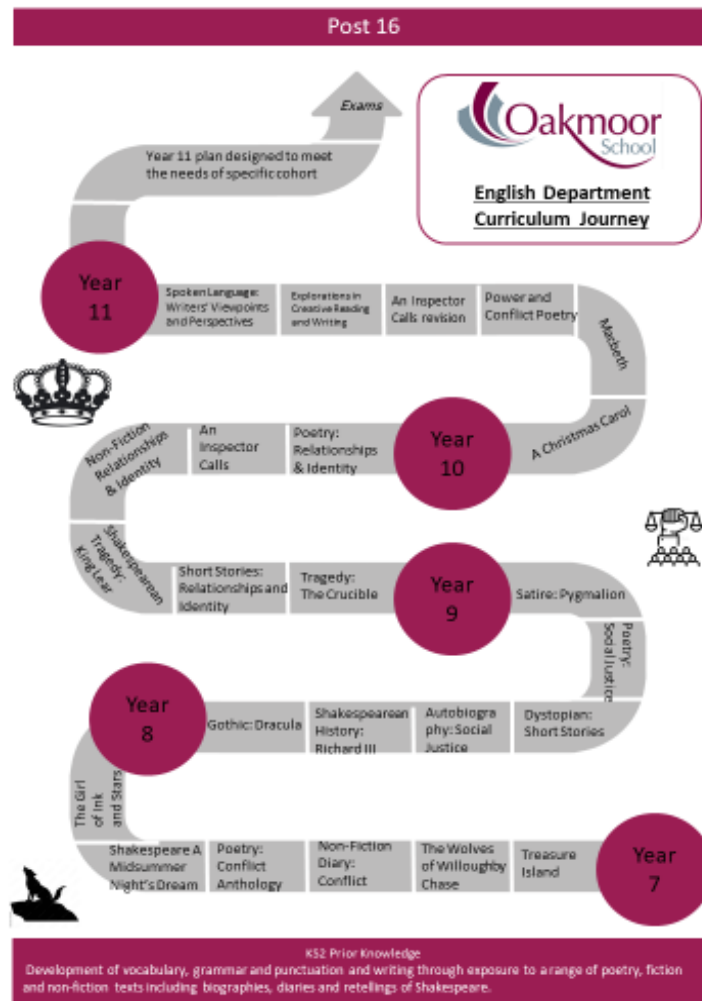 Post 16
Exams
Oakmoor
School
English Department
Curriculum Journey
Year 11 plan designed to meet
the needs of specific cohort
Year
11
Spoken Language:
Writers' Viewpoints
and Perspectives
Explorations in
Creative Reading
and Writing
An Inspector
Calls revision
Power and
Conflict Poetry
Macbeth
A Christmas Carol
Year
10
Poetry:
Relationships
& Identity
An
Inspector
Calls
Non-Fiction
Relationships
& Identity
Shakespearean
Tragedy:
King Lear
Short Stories:
Relationships and
Identity
Tragedy:
The Crucible
Year
9
Satire: Pygmalion
Poetry:
Social Justice
Dystopian:
Short Stories
Autobiogra
phy: Social
Justice
Shakespearean
History:
Richard III
Gothic: Dracula
Year
8
The Girl
of Ink
and Stars
Shakespeare A
Midsummer
Night's Dream
Poetry:
Conflict
Anthology
Non-Fiction
Diary:
Conflict
The Wolves
of Willoughby
Chase
Treasure
Island
Year
7
KS2 Prior Knowledge
Development of vocabulary, grammar and punctuation and writing through exposure to a range of poetry, fiction
and non-fiction texts including biographies, diaries and retellings of Shakespeare.